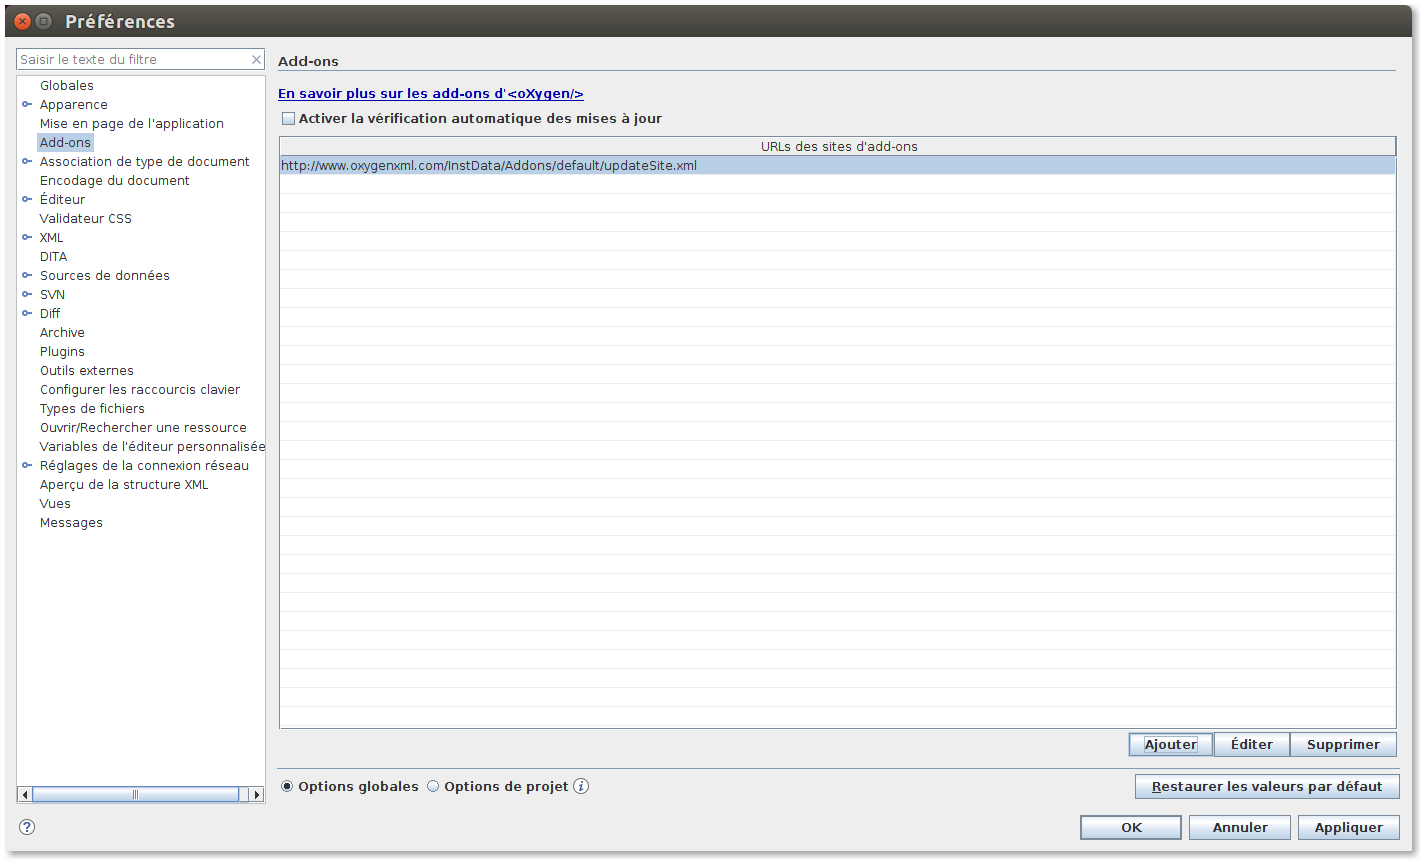 Préférences
Saisir le texte du filtre
Globales
Apparence
Mise en page de l'application
Add-ons
Association de type de document
Encodage du document
Éditeur
Validateur CSS
XML
DITA
Sources de données
SVN
Diff
Archive
Plugins
Outils externes
Configurer les raccourcis clavier
Types de fichiers
Ouvrir/Rechercher une ressource
Variables de l'éditeur personnalisée
Réglages de la connexion réseau
Aperçu de la structure XML
Vues
Messages
Add-ons
En savoir plus sur les add-ons d'<oXygen/>
Activer la vérification automatique des mises à jour
URLs des sites d'add-ons
http://www.oxygenxml.com/InstData/Addons/default/updateSite.xml
Ajouter Éditer Supprimer
Options globales Options de projet
Restaurer les valeurs par défaut
OK Annuler Appliquer